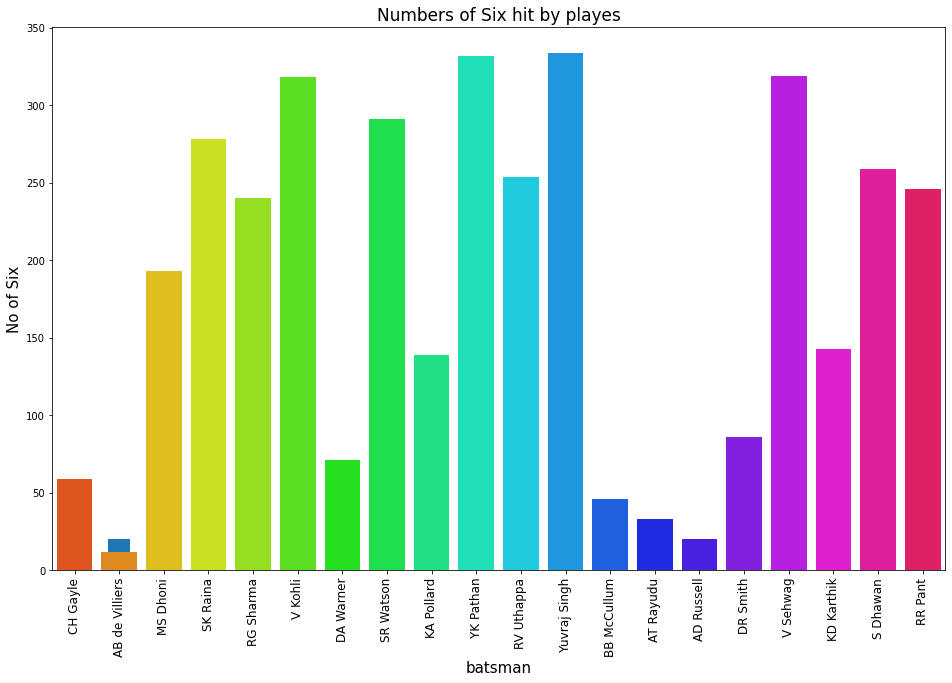 Numbers of Six hit by playes
350
300
250
200
150
100
50
0
No of Six
CH Gayle
AB de Villiers
MS Dhoni
SK Raina
RG Sharma
V Kohli
DA Warner
SR Watson
KA Pollard
YK Pathan
RV Uthappa
Yuvraj Singh
BB McCullum
AT Rayudu
AD Russell
DR Smith
V Sehwag
KD Karthik
S Dhawan
RR Pant
batsman